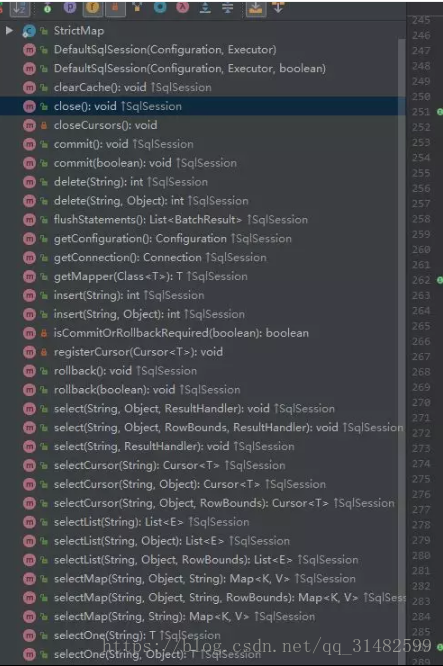 StrictMap
DefaultSqlSession(Configuration, Executor)
DefaultSqlSession(Configuration, Executor, boolean)
clearCache(): void ↑SqlSession
close(): void ↑SqlSession
closeCursors(): void
commit(): void ↑SqlSession
commit(boolean): void ↑SqlSession
delete(String): int ↑SqlSession
delete(String, Object): int ↑SqlSession
flushStatements(): List<BatchResult> ↑SqlSession
getConfiguration(): Configuration ↑SqlSession
getConnection(): Connection ↑SqlSession
getMapper(Class<T>): T ↑SqlSession
insert(String): int ↑SqlSession
insert(String, Object): int ↑SqlSession
isCommitOrRollbackRequired(boolean): boolean
registerCursor(Cursor<T>): void
rollback(): void ↑SqlSession
rollback(boolean): void ↑SqlSession
select(String, Object, ResultHandler): void ↑SqlSession
select(String, Object, RowBounds, ResultHandler): void ↑SqlSession
select(String, ResultHandler): void ↑SqlSession
selectCursor(String): Cursor<T> ↑SqlSession
selectCursor(String, Object): Cursor<T> ↑SqlSession
selectCursor(String, Object, RowBounds): Cursor<T> ↑SqlSession
selectList(String): List<E> ↑SqlSession
selectList(String, Object): List<E> ↑SqlSession
selectList(String, Object, RowBounds): List<E> ↑SqlSession
selectMap(String, Object, String): Map<K, V> ↑SqlSession
selectMap(String, Object, String, RowBounds): Map<K, V> ↑SqlSession
selectMap(String, String): Map<K, V> ↑SqlSession
selectOne(String): T ↑SqlSession
selectOne(String, Object): T ↑SqlSession
245
246
247
248
249
250
251
256
257
258
259
260
261
262
263
264
265
266
267
268
269
270
271
272
273
274
275
276
277
278
279
280
281
282
283
284
285
https://blog.csdn.net/qq_31482599